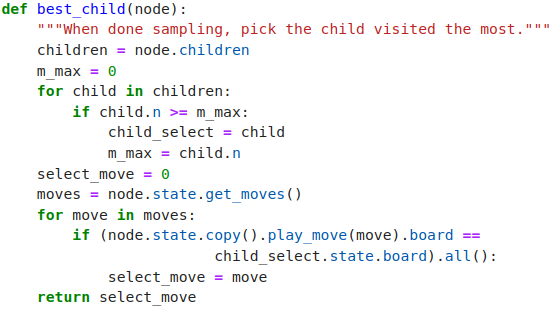 def best_child(node):
    """When done sampling, pick the child visited the most."""
    children = node.children
    m_max = 0
    for child in children:
        if child.n >= m_max:
            child_select = child
            m_max = child.n
    select_move = 0
    moves = node.state.get_moves()
    for move in moves:
        if (node.state.copy().play_move(move).board ==
                        child_select.state.board).all():
            select_move = move
    return select_move